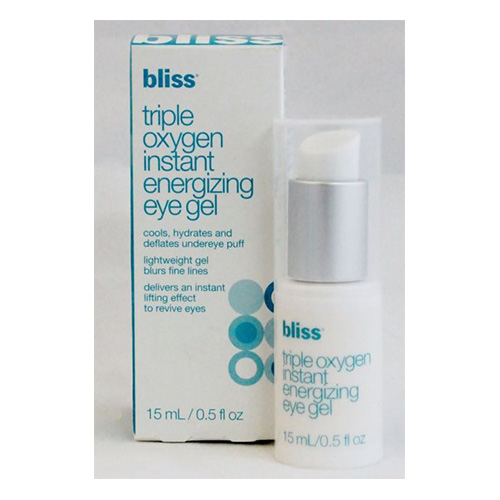 bliss
bliss®
triple
oxygen
instant
energizing
eye gel
cools, hydrates and
deflates undereye puff
lightweight gel
blurs fine lines
delivers an instant
lifting effect
to revive eyes
15 mL/0.5 fl oz
bliss®
triple oxygen
instant
energizing
eye gel
15 mL/0.5 fl oz